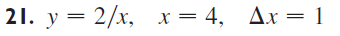 21. y = 2/x, x = 4, Δx = 1